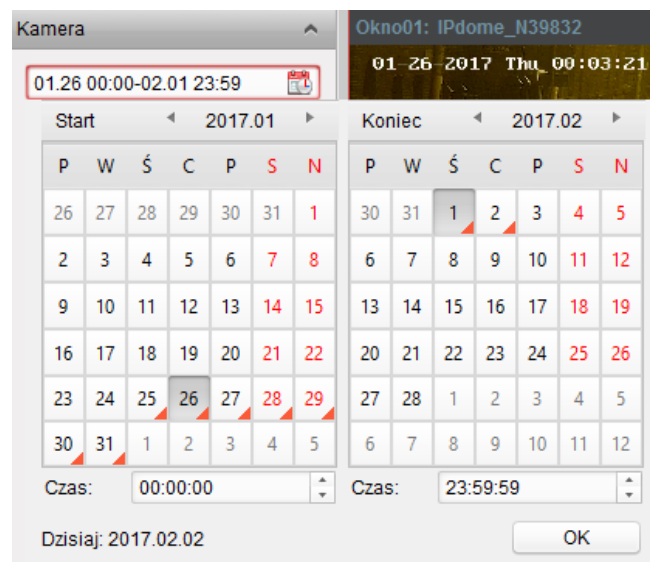 Kamera
Okno01: IPdome_N39832
01.26 00:00-02.01 23:59
01-26-2017 Thu 00:03:21
Start 2017.01
P W Ś C P S N
26 27 28 29 30 31 1
2 3 4 5 6 7 8
9 10 11 12 13 14 15
16 17 18 19 20 21 22
23 24 25 26 27 28 29
30 31 1 2 3 4 5
Czas: 00:00:00
Dzisiaj: 2017.02.02
Koniec 2017.02
P W Ś C P S N
30 31 1 2 3 4 5
6 7 8 9 10 11 12
13 14 15 16 17 18 19
20 21 22 23 24 25 26
27 28 1 2 3 4 5
6 7 8 9 10 11 12
Czas: 23:59:59
OK